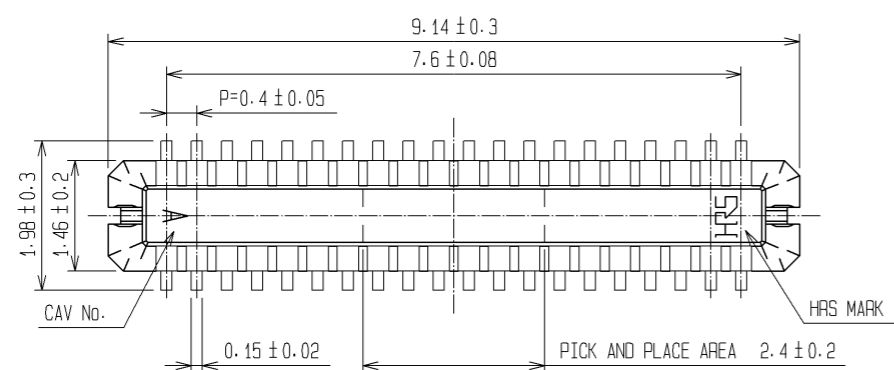 9.14±0.3
7.6±0.08
P=0.4±0.05
1.98±0.3
1.46±0.2
HRS
CAV No.
HRS MARK
0.15±0.02
PICK AND PLACE AREA 2.4±0.2